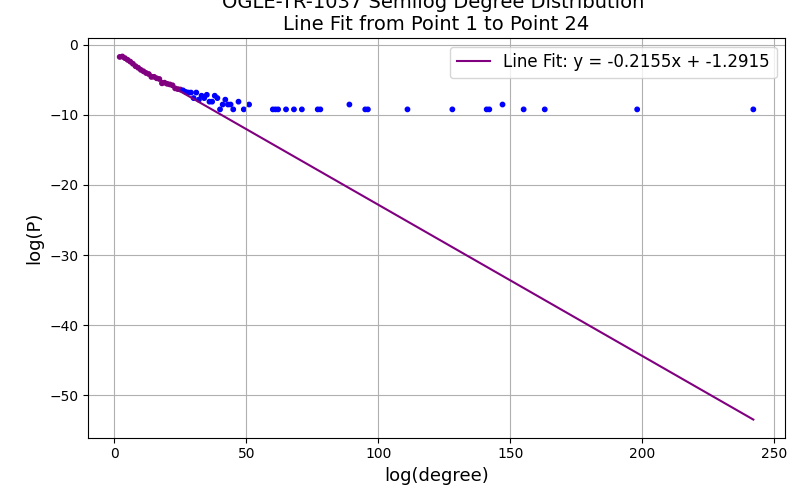 OGLE-TR-1037 Semilog Degree Distribution
Line Fit from Point 1 to Point 24
Line Fit: y = -0.2155x + -1.2915
0
−10
−20
−30
−40
−50
log(P)
0 50 100 150 200 250
log(degree)